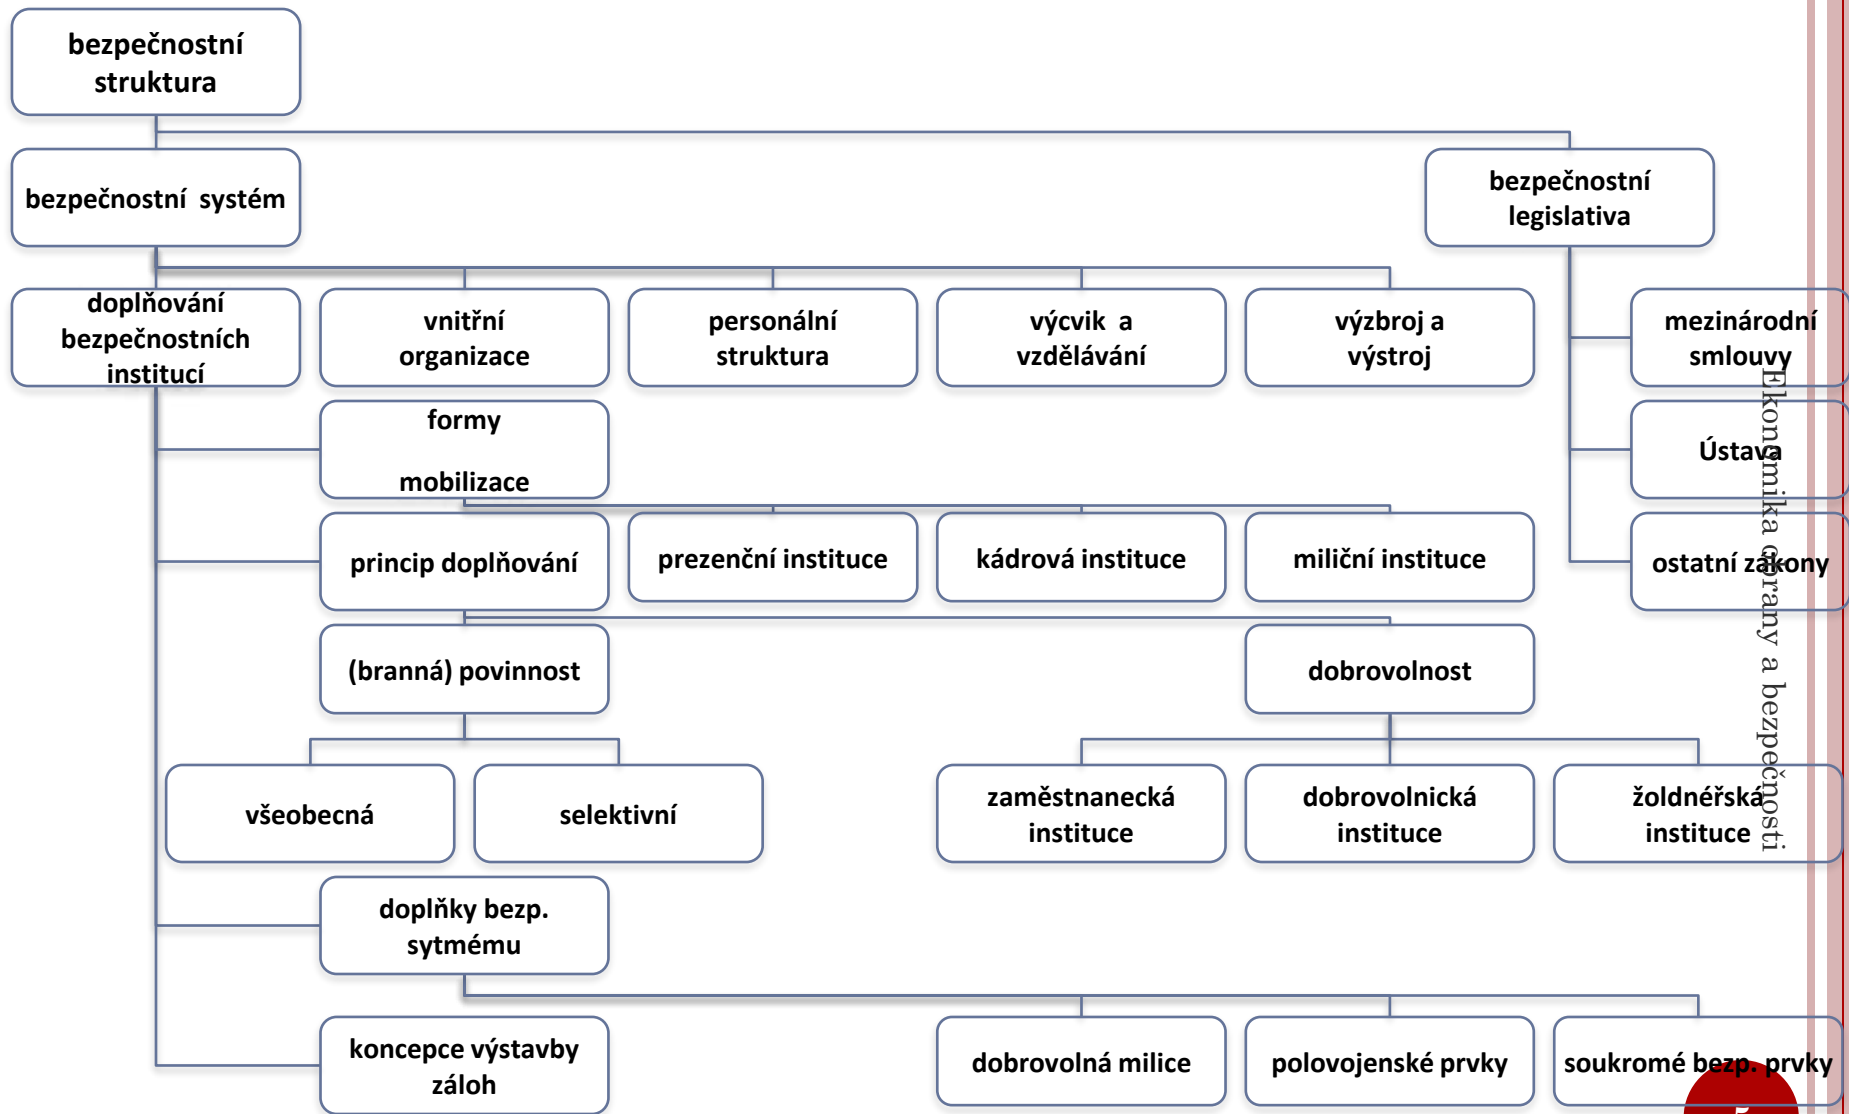 bezpečnostní
struktura
bezpečnostní systém
bezpečnostní
legislativa
doplňování
bezpečnostních
institucí
vnitřní
organizace
personální
struktura
výcvik a
vzdělávání
výzbroj a
výstroj
mezinárodní
smlouvy
formy
mobilizace
Ústava
princip doplňování
prezenční instituce
kádrová instituce
miliční instituce
ostatní zákony
(branná) povinnost
dobrovolnost
všeobecná
selektivní
zaměstnanecká
instituce
dobrovolnická
instituce
žoldnéřská
instituce
doplňky bezp.
sytmému
koncepce výstavby
záloh
dobrovolná milice
polovojenské prvky
soukromé bezp. prvky
Ekonomika obrany a bezpečnosti